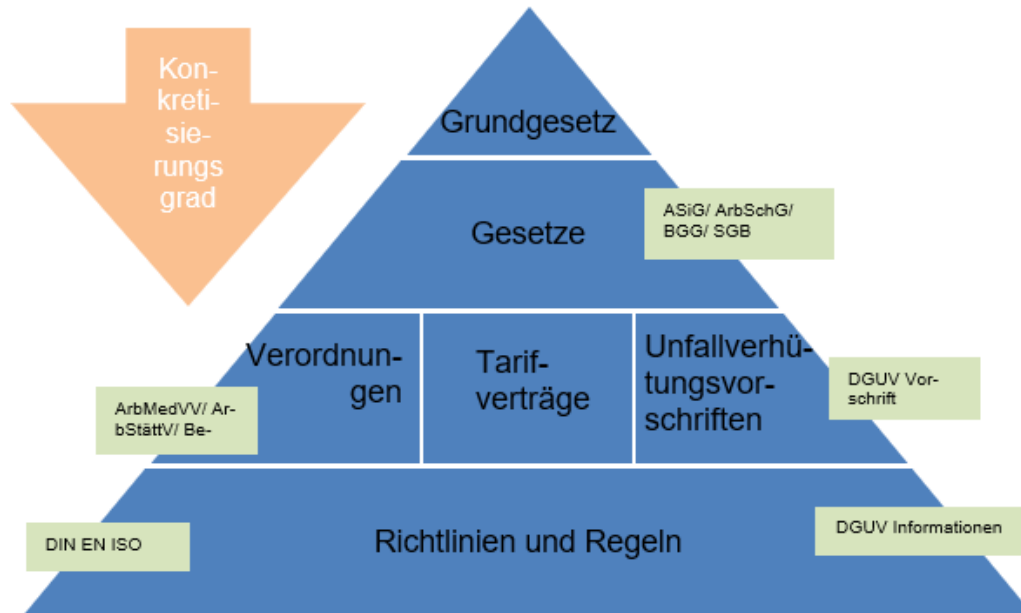 Kon-
kreti-
sie-
rungs
grad
Grundgesetz
Gesetze
ASiG/ ArbSchG/
BGG/ SGB
Verordnun-
gen
Tarif-
verträge
Unfallverhü-
tungsvor-
schriften
ArbMedVV/ Ar-
bStättV/ Be-
DGUV Vor-
schrift
Richtlinien und Regeln
DIN EN ISO
DGUV Informationen